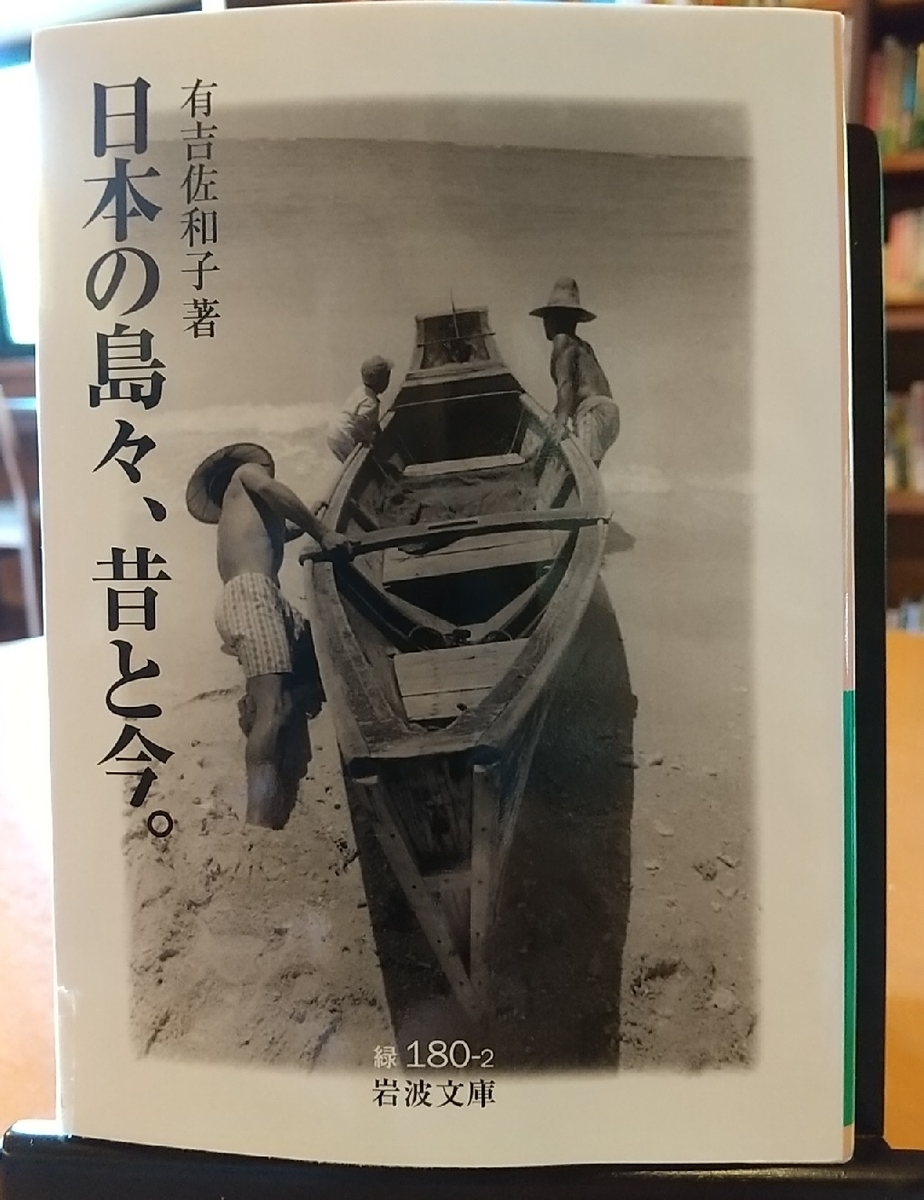 有吉佐和子 著
日本の島々、昔と今。
緑 180-2
岩波文庫